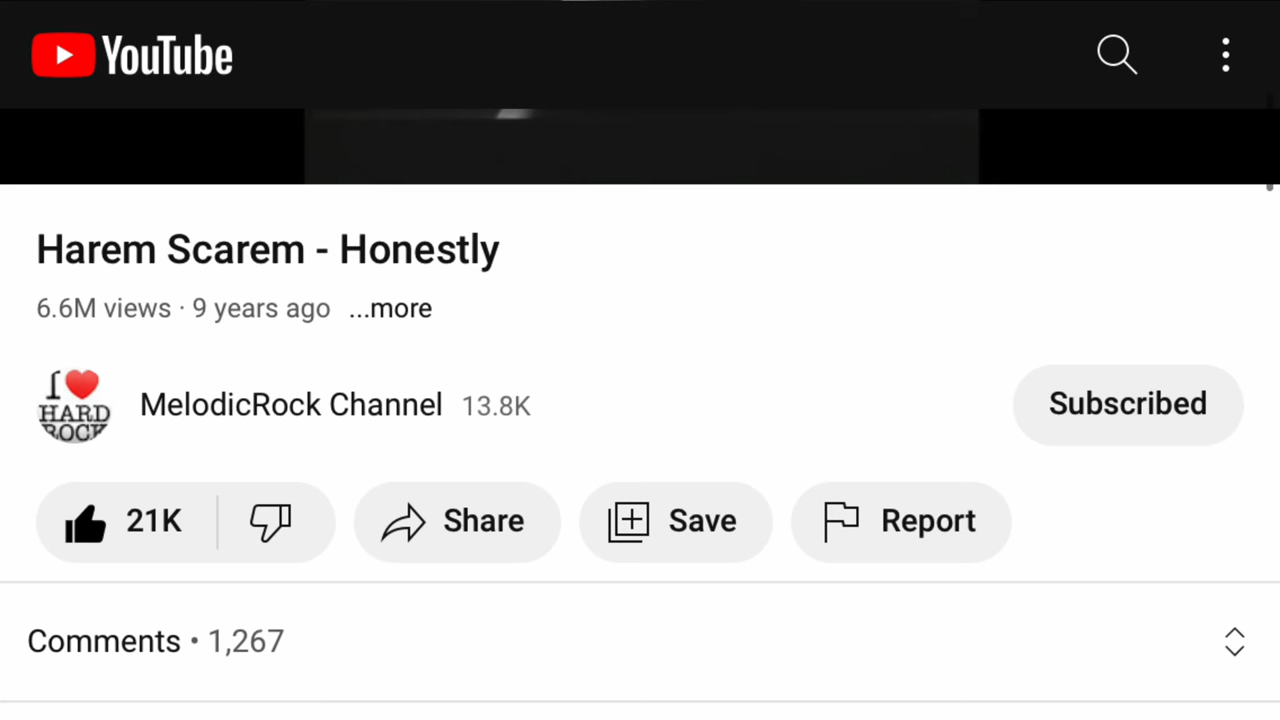 YouTube
Harem Scarem - Honestly
6.6M views · 9 years ago ...more
I
HARD
ROCK
MelodicRock Channel 13.8K
Subscribed
21K
Share
Save
Report
Comments • 1,267